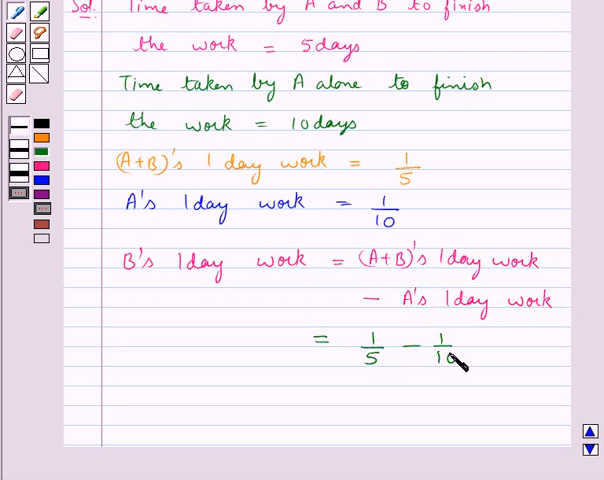 Sol. Time taken by A and B to finish
the work = 5 days
Time taken by A alone to finish
the work = 10 days
(A+B)'s 1 day work = 1/5
A's 1 day work = 1/10
B's 1 day work = (A+B)'s 1 day work
- A's 1 day work
= 1/5 - 1/10